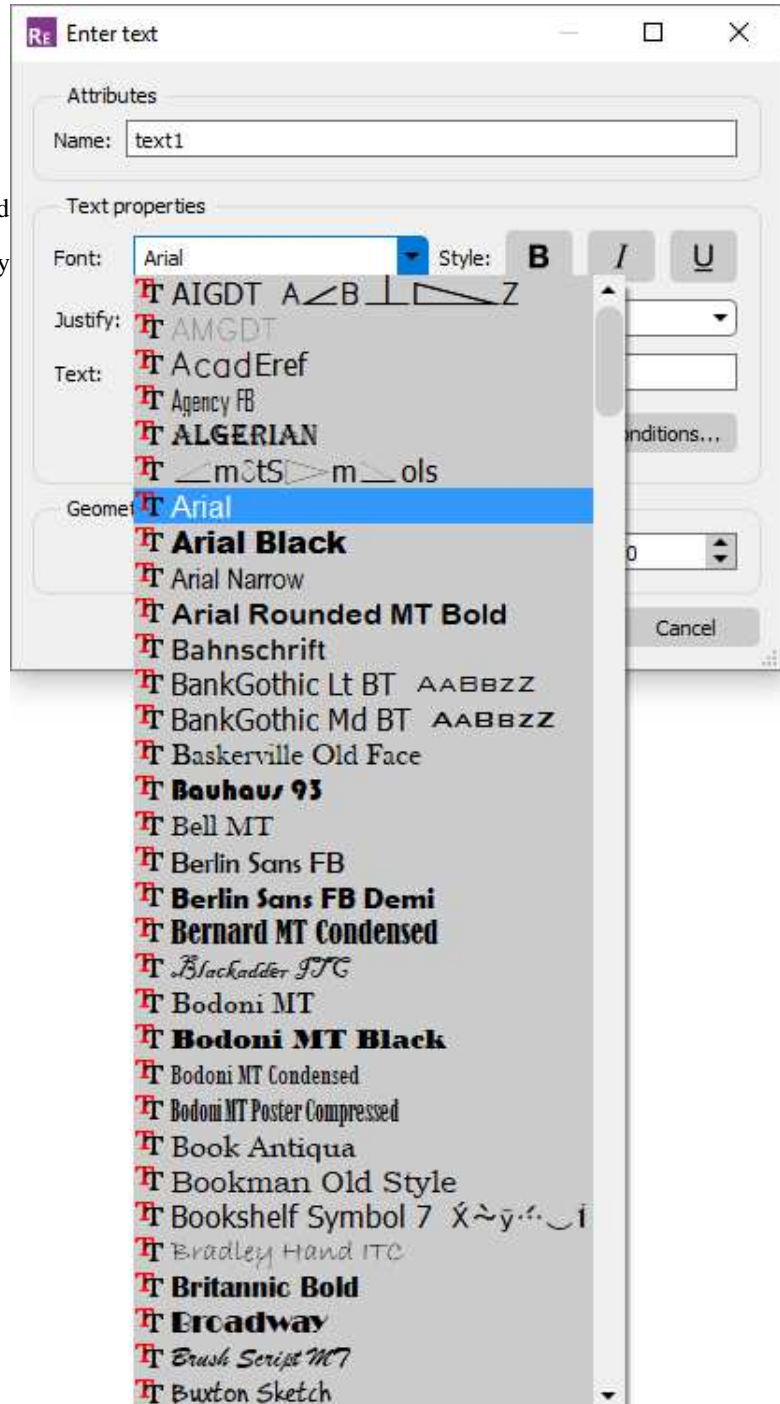 RE Enter text
Attributes
Name: text1
d
Text properties
y
Font: Arial Style: B I U
AIGDT A B Z
Justify:
AMGDT
AcadEref
Text:
Agency FB
ALGERIAN
onditions...
m ts m ols
Geomet
Arial
Arial Black
0
Arial Narrow
Arial Rounded MT Bold
Cancel
Bahnschrift
BankGothic Lt BT AABBZZ
BankGothic Md BT AABBZZ
Baskerville Old Face
Bauhaus 93
Bell MT
Berlin Sans FB
Berlin Sans FB Demi
Bernard MT Condensed
Blackadder ITC
Bodoni MT
Bodoni MT Black
Bodoni MT Condensed
Bodoni MT Poster Compressed
Book Antiqua
Bookman Old Style
Bookshelf Symbol 7
Bradley Hand ITC
Britannic Bold
Broadway
Brush Script MT
Buxton Sketch